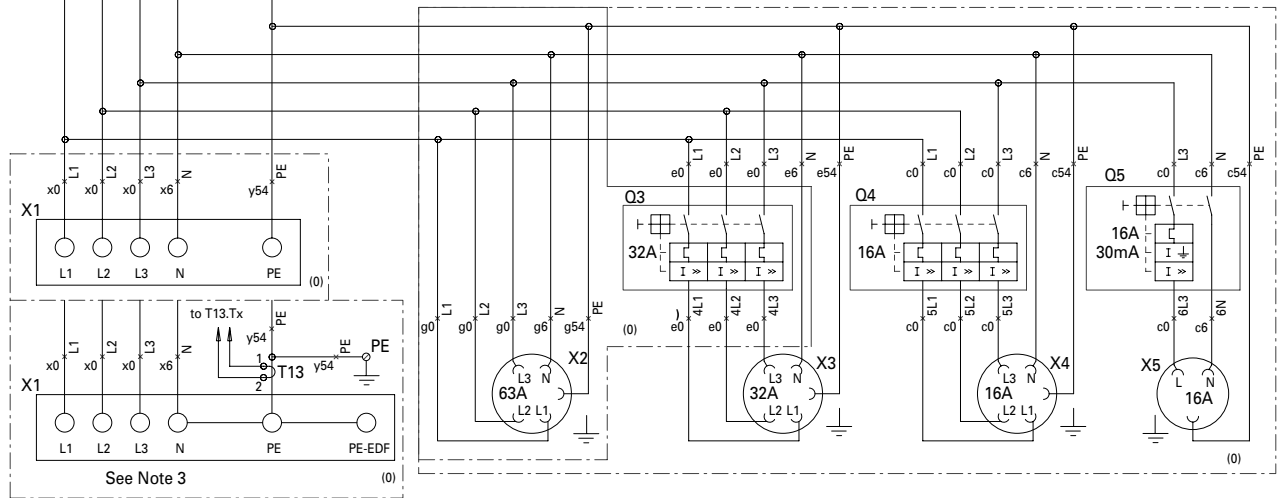 L1 L2 L3 N PE
x0 x0 x0 x6 y54
X1
L1 L2 L3 N PE
(0)
to T13.Tx
L1 L2 L3 N PE
x0 x0 x0 x6 y54
1
2
T13
PE
y54
PE
X1
L1 L2 L3 N PE PE-EDF
See Note 3
(0)
L1 L2 L3 N PE
g0 g0 g0 g6 g54
X2
63A
L3 N
L2 L1
L1 L2 L3 N PE
e0 e0 e0 e6 e54
Q3
32A
I » I » I »
4L1 4L2 4L3
)
e0 e0 e0
(0)
X3
32A
L3 N
L2 L1
L1 L2 L3 N PE
c0 c0 c0 c6 c54
Q4
16A
I » I » I »
5L1 5L2 5L3
c0 c0 c0
X4
16A
L3 N
L2 L1
L3 N PE
c0 c6 c54
Q5
16A
30mA
I
I »
6L3 6N
c0 c6
X5
L N
16A
(0)